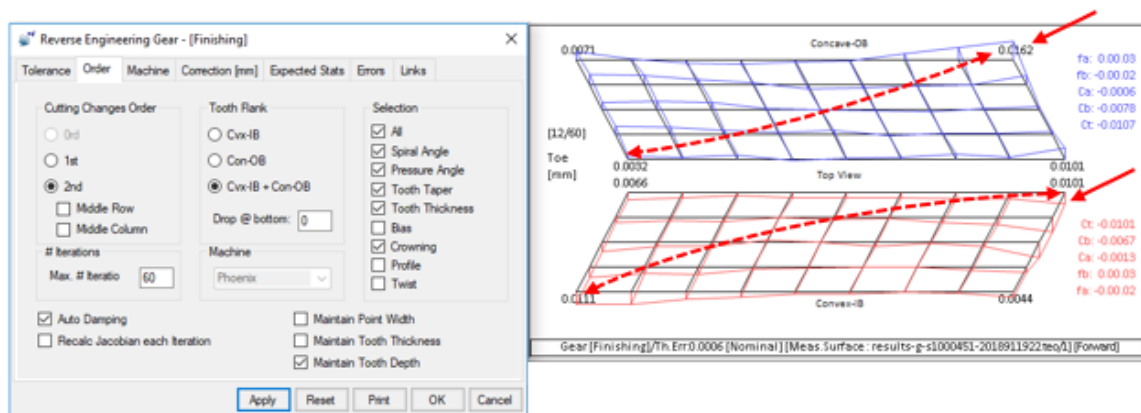 Reverse Engineering Gear - [Finishing]
Tolerance Order Machine Correction [mm] Expected Stats Errors Links
Cutting Changes Order
0rd
1st
2nd
Middle Row
Middle Column
# Iterations
Max. # Iteratio 60
Tooth Rank
Cvx-IB
Con-OB
Cvx-IB + Con-OB
Drop @ bottom: 0
Machine
Phoenix
Selection
All
Spiral Angle
Pressure Angle
Tooth Taper
Tooth Thickness
Bias
Crowning
Profile
Twist
Auto Damping
Recalc Jacobian each Iteration
Maintain Point Width
Maintain Tooth Thickness
Maintain Tooth Depth
Apply Reset Print OK Cancel
0.0071 Concave-OB 0.0162
fa: 0.00.03
fb: -0.00.02
Ca: -0.0006
Cb: -0.0078
Ct: -0.0107
[12/60]
Toe
[mm]
0.0032 Top View 0.0101
0.0066 0.0101
Ct: -0.0101
Cb: -0.0067
Ca: -0.0013
fb: 0.00.03
fa: -0.00.02
0.0111 Convex-IB 0.0044
Gear [Finishing]/Th.Err:0.0006 [Nominal] [Meas.Surface : results-g-s1000451-2018911922.teq/1] [Forward]